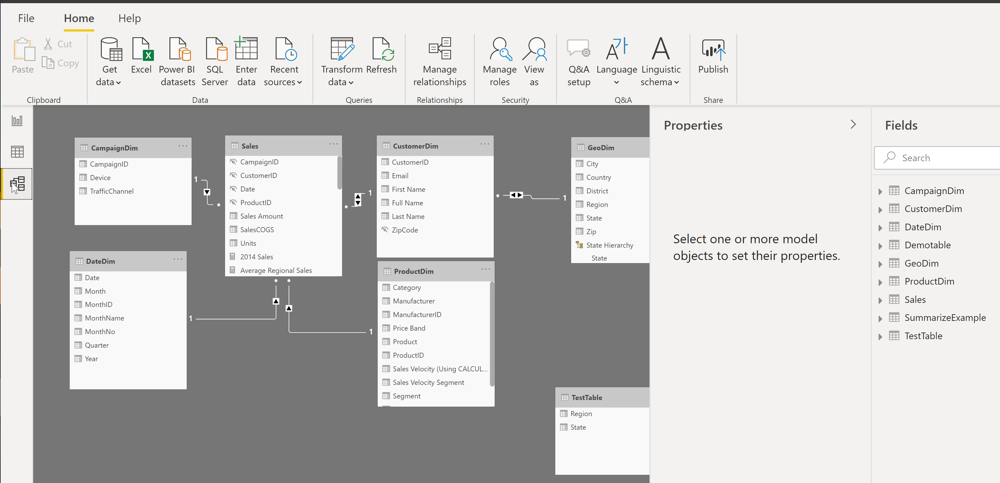 File
Home
Help
Paste
Cut
Copy
Clipboard
Get data
Excel
Power BI datasets
SQL Server
Enter data
Recent sources
Data
Transform data
Refresh
Queries
Manage relationships
Relationships
Manage roles
View as
Security
Q&A setup
Language
Linguistic schema
Q&A
Publish
Share
CampaignDim
CampaignID
Device
TrafficChannel
1
*
Sales
CampaignID
CustomerID
Date
ProductID
Sales Amount
SalesCOGS
Units
2014 Sales
Average Regional Sales
*
1
CustomerDim
CustomerID
Email
First Name
Full Name
Last Name
ZipCode
*
1
GeoDim
City
Country
District
Region
State
Zip
State Hierarchy
State
DateDim
Date
Month
MonthID
MonthName
MonthNo
Quarter
Year
1
*
*
1
ProductDim
Category
Manufacturer
ManufacturerID
Price Band
Product
ProductID
Sales Velocity (Using CALCUL...
Sales Velocity Segment
Segment
TestTable
Region
State
Properties
Select one or more model
objects to set their properties.
Fields
Search
CampaignDim
CustomerDim
DateDim
Demotable
GeoDim
ProductDim
Sales
SummarizeExample
TestTable